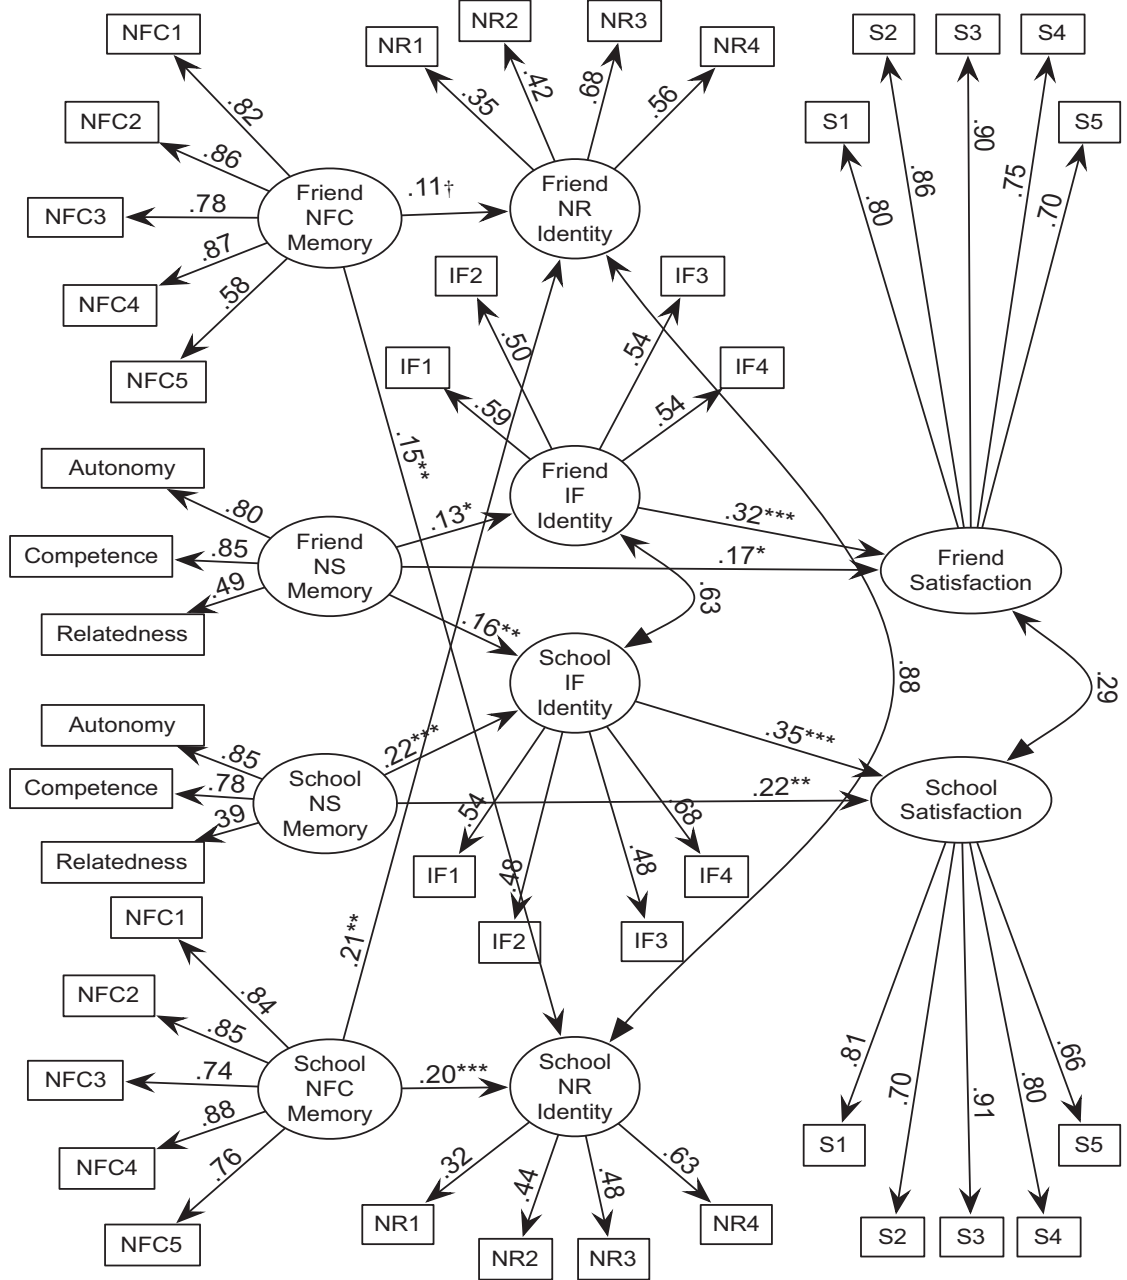 NFC1
NR1
NR2
NR3
NR4
S2
S3
S4
S1
S5
.82
.35
.42
.68
.56
NFC2
.86
.80
.86
.90
.75
.70
NFC3
.78
Friend
NFC
Memory
.11†
Friend
NR
Identity
NFC4
.87
.58
NFC5
IF2
IF3
IF1
IF4
.50
.54
.59
.54
.15**
Autonomy
.80
Competence
.85
Relatedness
.49
Friend
NS
Memory
.13*
Friend
IF
Identity
.32***
.17*
Friend
Satisfaction
.63
.16**
School
IF
Identity
.88
.29
Autonomy
.85
Competence
.78
Relatedness
.39
School
NS
Memory
.22***
.35***
.22**
School
Satisfaction
.54
.48
.48
.68
IF1
IF2
IF3
IF4
NFC1
.84
.21**
NFC2
.85
NFC3
.74
School
NFC
Memory
.20***
School
NR
Identity
NFC4
.88
.76
NFC5
.32
.44
.48
.63
NR1
NR2
NR3
NR4
.81
.70
.91
.80
.66
S1
S5
S2
S3
S4